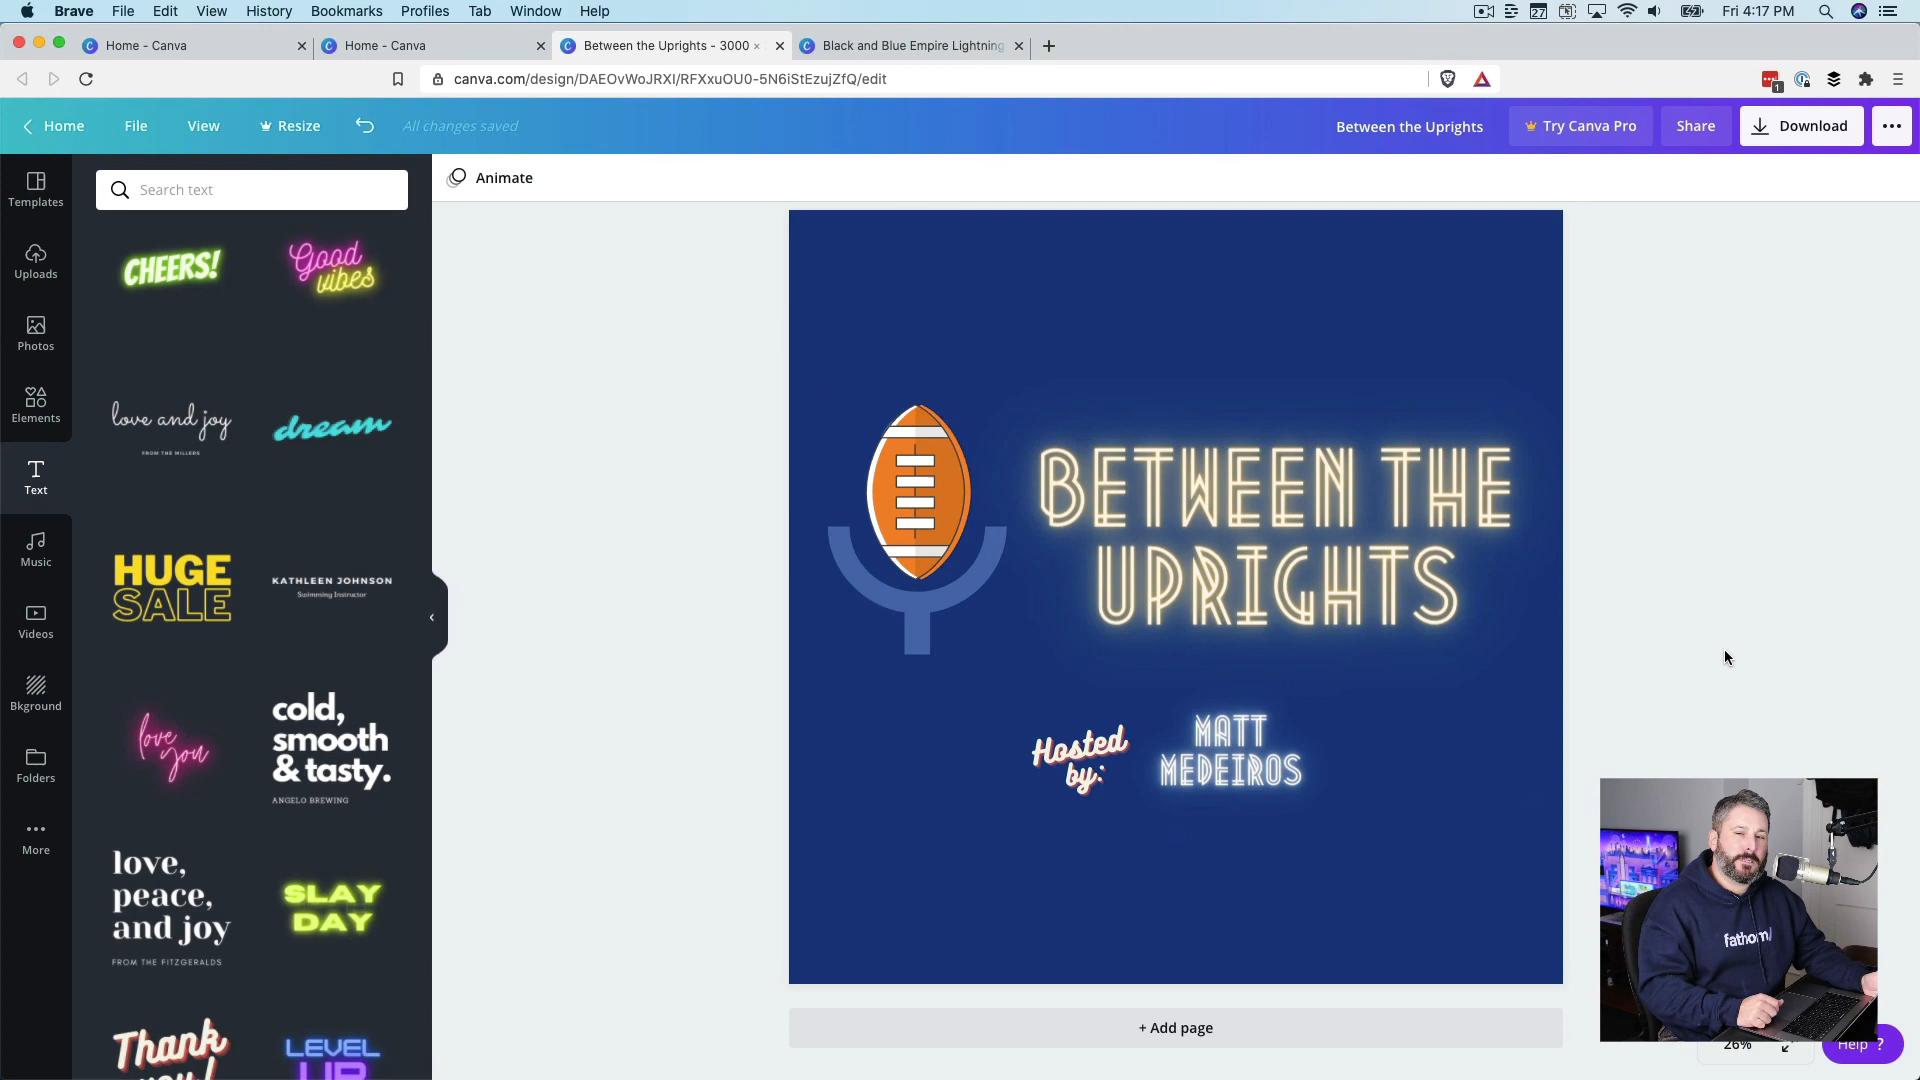 Brave File Edit View History Bookmarks Profiles Tab Window Help
27
Fri 4:17 PM
Home - Canva
Home - Canva
Between the Uprights - 3000 ×
Black and Blue Empire Lightning
canva.com/design/DAEOvWoJRXI/RFXxuOU0-5N6iStEzujZfQ/edit
1
Home
File
View
Resize
All changes saved
Between the Uprights
Try Canva Pro
Share
Download
Templates
Uploads
Photos
Elements
Text
Music
Videos
Bkground
Folders
More
Search text
CHEERS!
Good
vibes
love and joy
FROM THE MILLERS
dream
HUGE
SALE
KATHLEEN JOHNSON
Swimming Instructor
love
you
cold,
smooth
& tasty.
ANGELO BREWING
love,
peace,
and joy
FROM THE FITZGERALDS
SLAY
DAY
Thank
you!
LEVEL
UP
Animate
BETWEEN THE
UPRIGHTS
Hosted
by:
MATT
MEDEIROS
+ Add page
fathom/
26%
Help ?